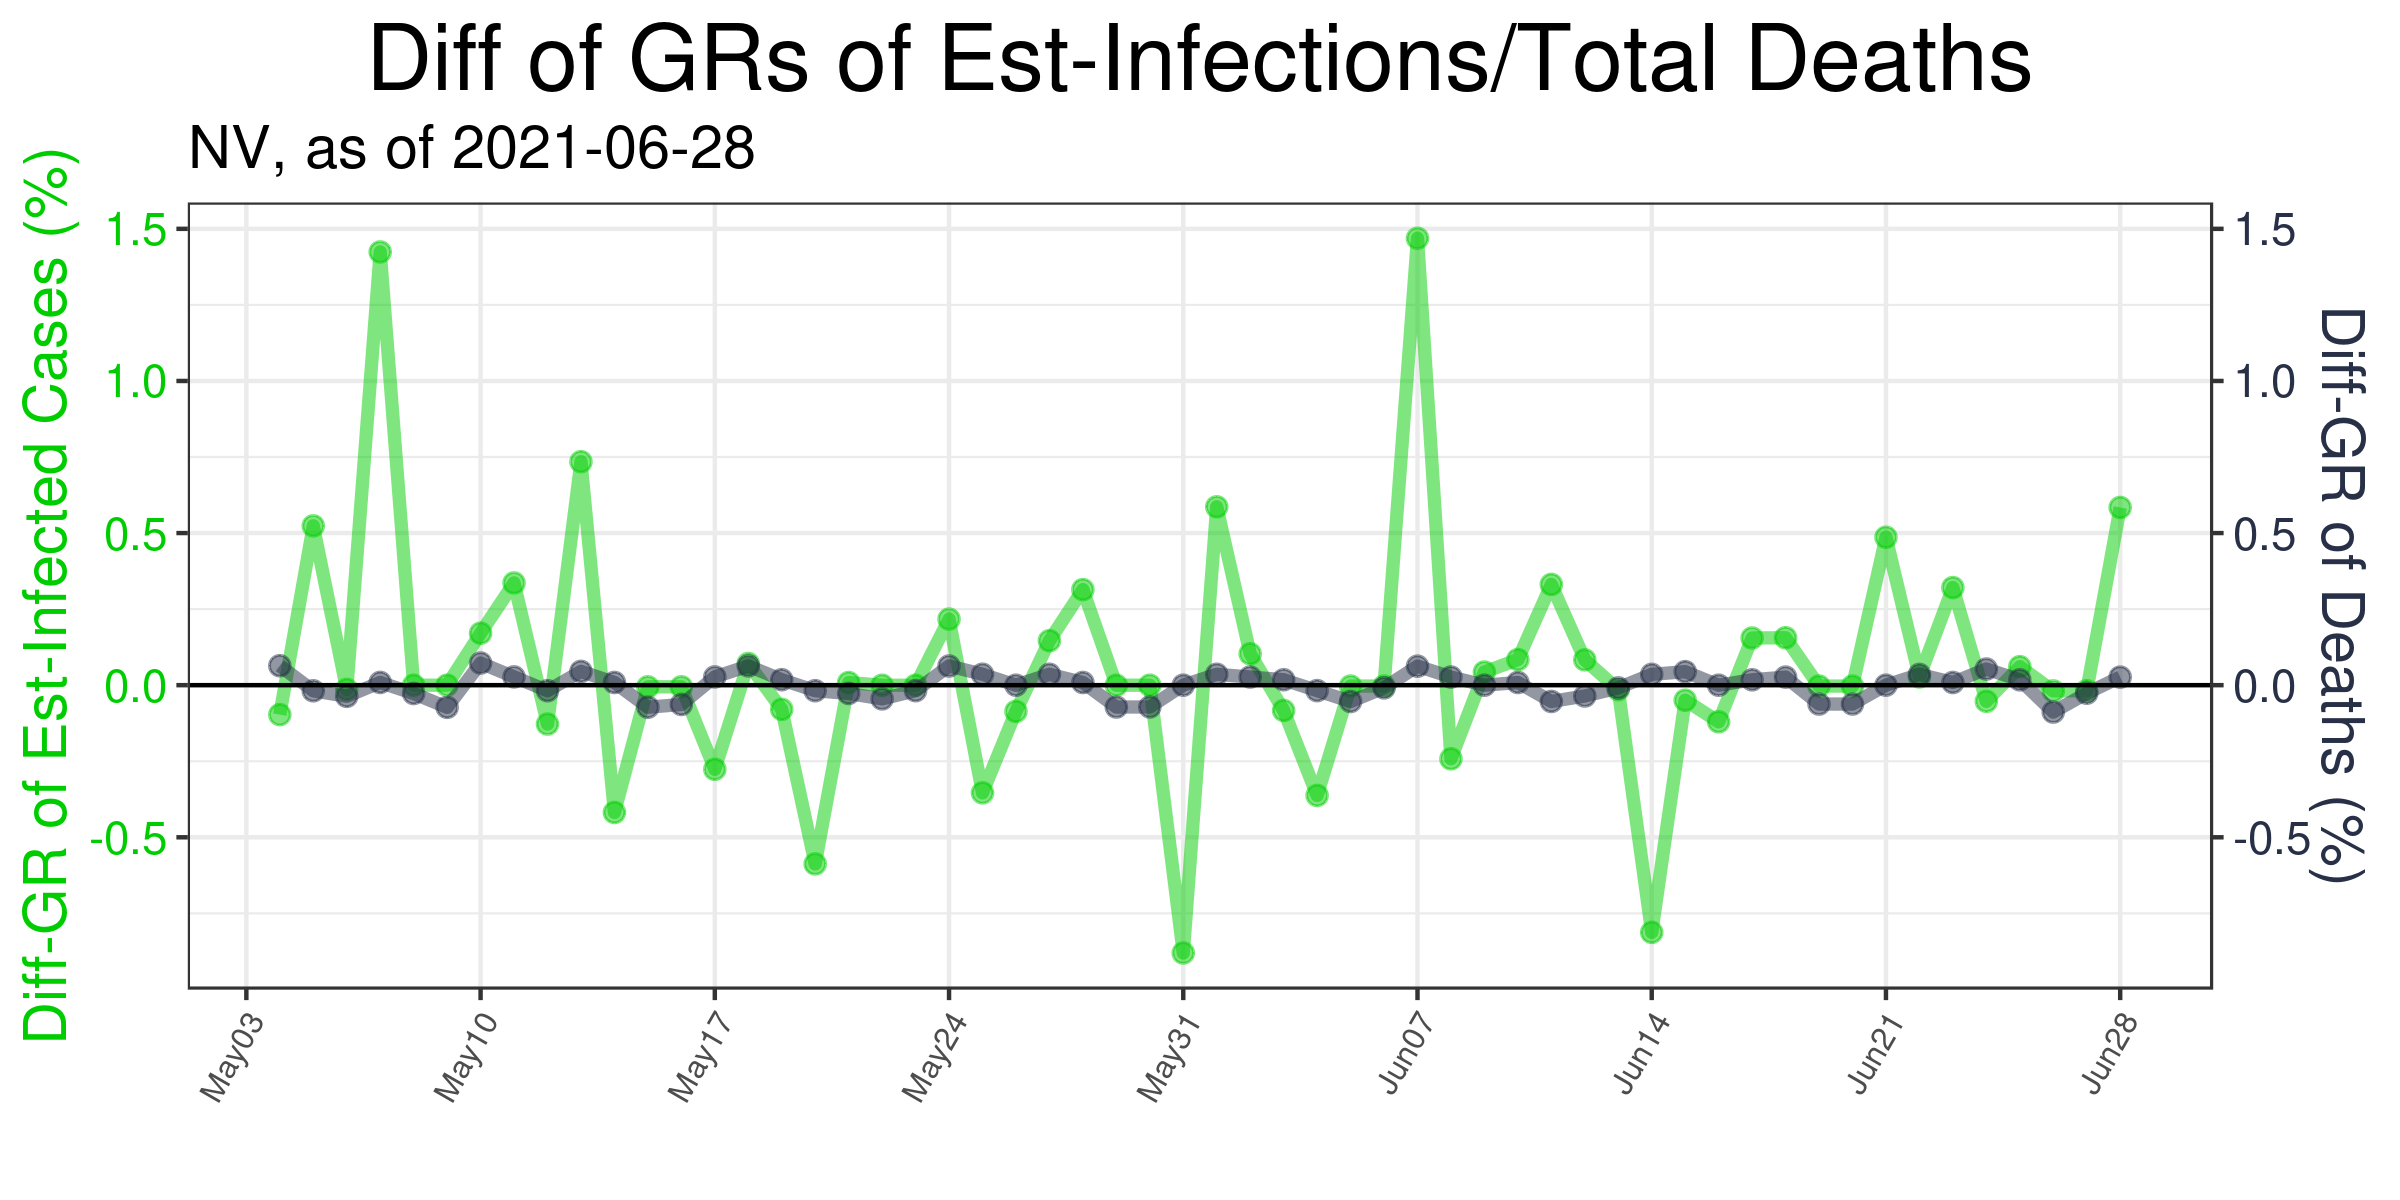 Diff of GRs of Est-Infections/Total Deaths
NV, as of 2021-06-28
Diff-GR of Est-Infected Cases (%)
1.5
1.0
0.5
0.0
-0.5
1.5
1.0
0.5
0.0
-0.5
Diff-GR of Deaths (%)
May03
May10
May17
May24
May31
Jun07
Jun14
Jun21
Jun28